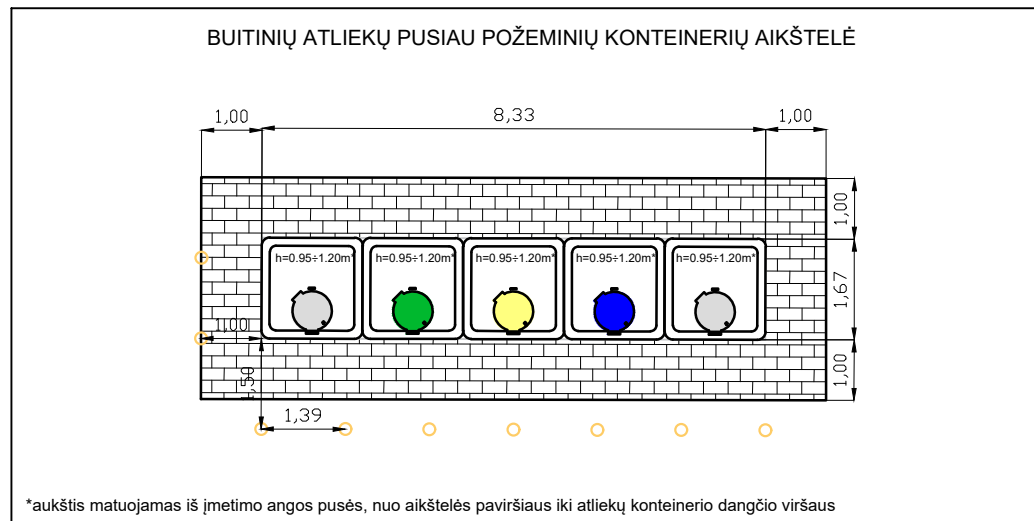 BUITINIŲ ATLIEKŲ PUSIAU POŽEMINIŲ KONTEINERIŲ AIKŠTELĖ
1,00
8,33
1,00
1,00
h=0.95÷1.20m*
h=0.95÷1.20m*
h=0.95÷1.20m*
h=0.95÷1.20m*
h=0.95÷1.20m*
1,67
1,00
1,00
1,50
1,39
*aukštis matuojamas iš įmetimo angos pusės, nuo aikštelės paviršiaus iki atliekų konteinerio dangčio viršaus